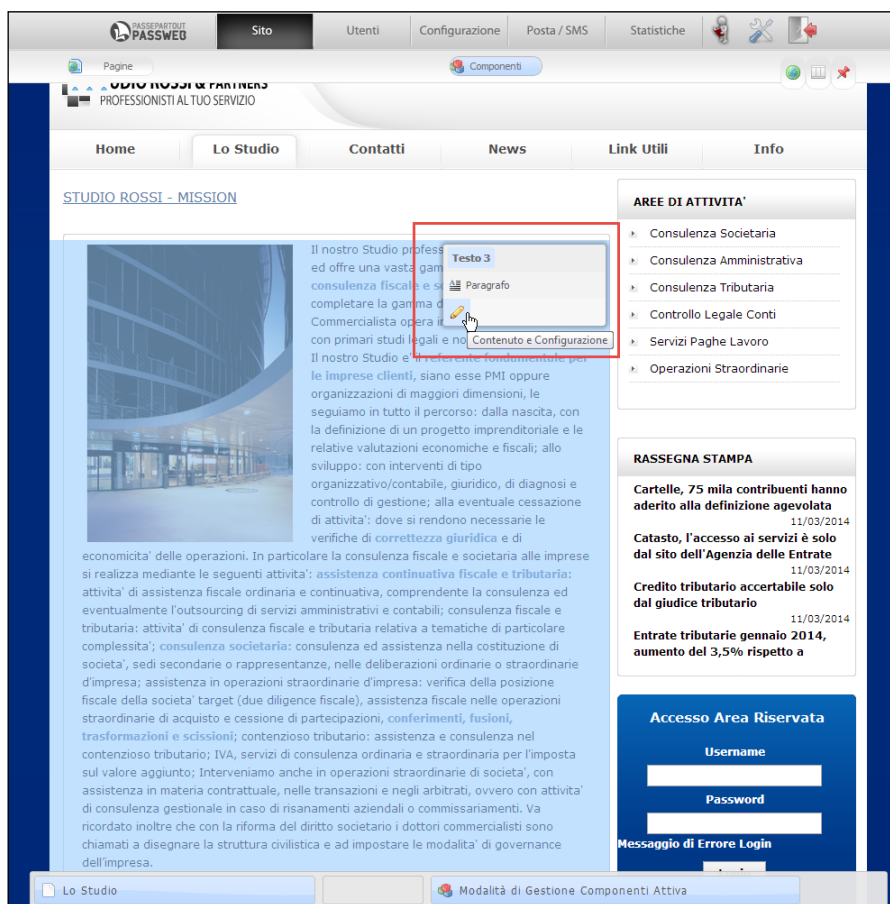 PASSEPARTOUT
PASSWEB
Sito
Utenti
Configurazione
Posta / SMS
Statistiche
Pagine
Componenti
& PARTNERS
PROFESSIONISTI AL TUO SERVIZIO
Home
Lo Studio
Contatti
News
Link Utili
Info
STUDIO ROSSI - MISSION
Il nostro Studio
ed offre una vasta
consulenza fiscale e
completare la gamma
Commercialista opera
con primari studi legali e
Il nostro Studio e' il referente fondamentale per
le imprese clienti, siano esse PMI oppure
organizzazioni di maggiori dimensioni, le
seguiamo in tutto il percorso: dalla nascita, con
la definizione di un progetto imprenditoriale e le
relative valutazioni economiche e fiscali; allo
sviluppo: con interventi di tipo
organizzativo/contabile, giuridico, di diagnosi e
controllo di gestione; alla eventuale cessazione
di attivita': dove si rendono necessarie le
verifiche di correttezza giuridica e di
economicita' delle operazioni. In particolare la consulenza fiscale e societaria alle imprese
si realizza mediante le seguenti attivita': assistenza continuativa fiscale e tributaria:
attivita' di assistenza fiscale ordinaria e continuativa, comprendente la consulenza ed
eventualmente l'outsourcing di servizi amministrativi e contabili; consulenza fiscale e
tributaria: attivita' di consulenza fiscale e tributaria relativa a tematiche di particolare
complessita'; consulenza societaria: consulenza ed assistenza nella costituzione di
societa', sedi secondarie o rappresentanze, nelle deliberazioni ordinarie o straordinarie
d'impresa; assistenza in operazioni straordinarie d'impresa: verifica della posizione
fiscale della societa' target (due diligence fiscale), assistenza fiscale nelle operazioni
straordinarie di acquisto e cessione di partecipazioni, conferimenti, fusioni,
trasformazioni e scissioni; contenzioso tributario: assistenza e consulenza nel
contenzioso tributario; IVA, servizi di consulenza ordinaria e straordinaria per l'imposta
sul valore aggiunto; Interveniamo anche in operazioni straordinarie di societa', con
assistenza in materia contrattuale, nelle transazioni e negli arbitrati, ovvero con attivita'
di consulenza gestionale in caso di risanamenti aziendali o commissariamenti. Va
ricordato inoltre che con la riforma del diritto societario i dottori commercialisti sono
chiamati a disegnare la struttura civilistica e ad impostare le modalita' di governance
dell'impresa.
Testo 3
Paragrafo
Contenuto e Configurazione
AREE DI ATTIVITA'
Consulenza Societaria
Consulenza Amministrativa
Consulenza Tributaria
Controllo Legale Conti
Servizi Paghe Lavoro
Operazioni Straordinarie
RASSEGNA STAMPA
Cartelle, 75 mila contribuenti hanno
aderito alla definizione agevolata
11/03/2014
Catasto, l'accesso ai servizi è solo
dal sito dell'Agenzia delle Entrate
11/03/2014
Credito tributario accertabile solo
dal giudice tributario
11/03/2014
Entrate tributarie gennaio 2014,
aumento del 3,5% rispetto a
Accesso Area Riservata
Username
Password
Messaggio di Errore Login
Lo Studio
Modalità di Gestione Componenti Attiva